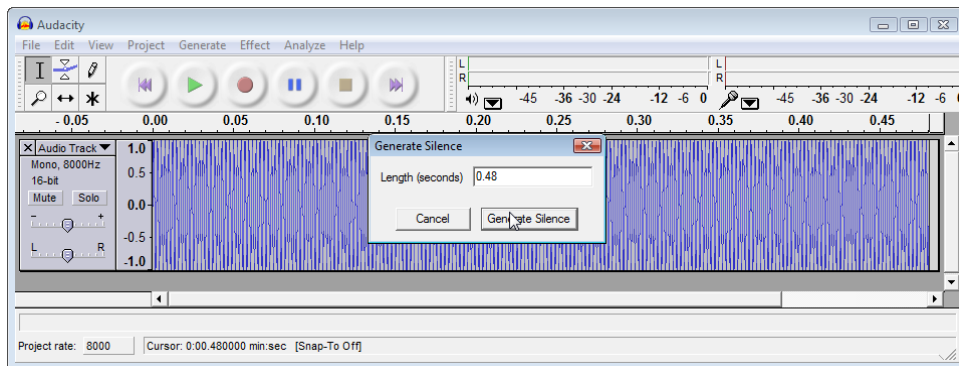 Audacity
File Edit View Project Generate Effect Analyze Help
L
R
-45 -36 -30 -24 -12 -6 0
L
R
-45 -36 -30 -24 -12 -6
- 0.05 0.00 0.05 0.10 0.15 0.20 0.25 0.30 0.35 0.40 0.45
X Audio Track
Mono, 8000Hz
16-bit
Mute Solo
- +
L R
1.0
0.5
0.0
-0.5
-1.0
Generate Silence
Length (seconds) 0.48
Cancel Generate Silence
Project rate: 8000 Cursor: 0:00.480000 min:sec [Snap-To Off]